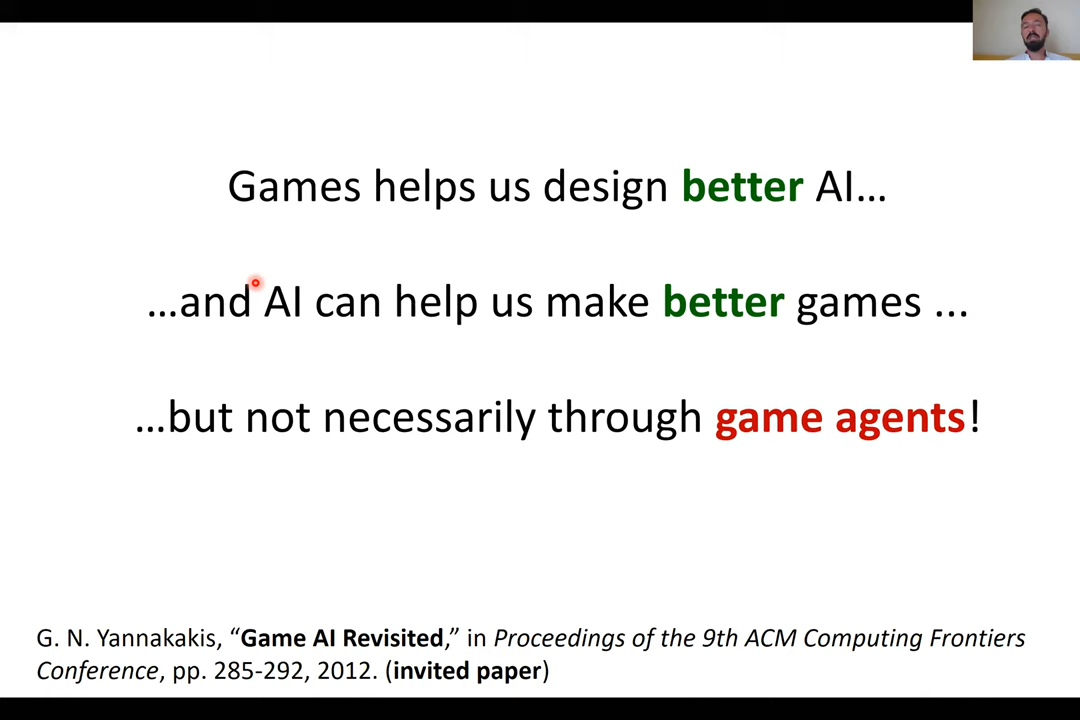 Games helps us design better AI…
…and AI can help us make better games ...
…but not necessarily through game agents!
G. N. Yannakakis, “Game AI Revisited,” in Proceedings of the 9th ACM Computing Frontiers
Conference, pp. 285-292, 2012. (invited paper)